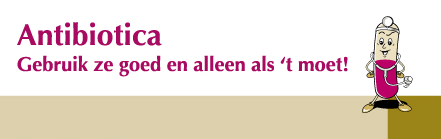 Antibiotica
Gebruik ze goed en alleen als ‘t moet!